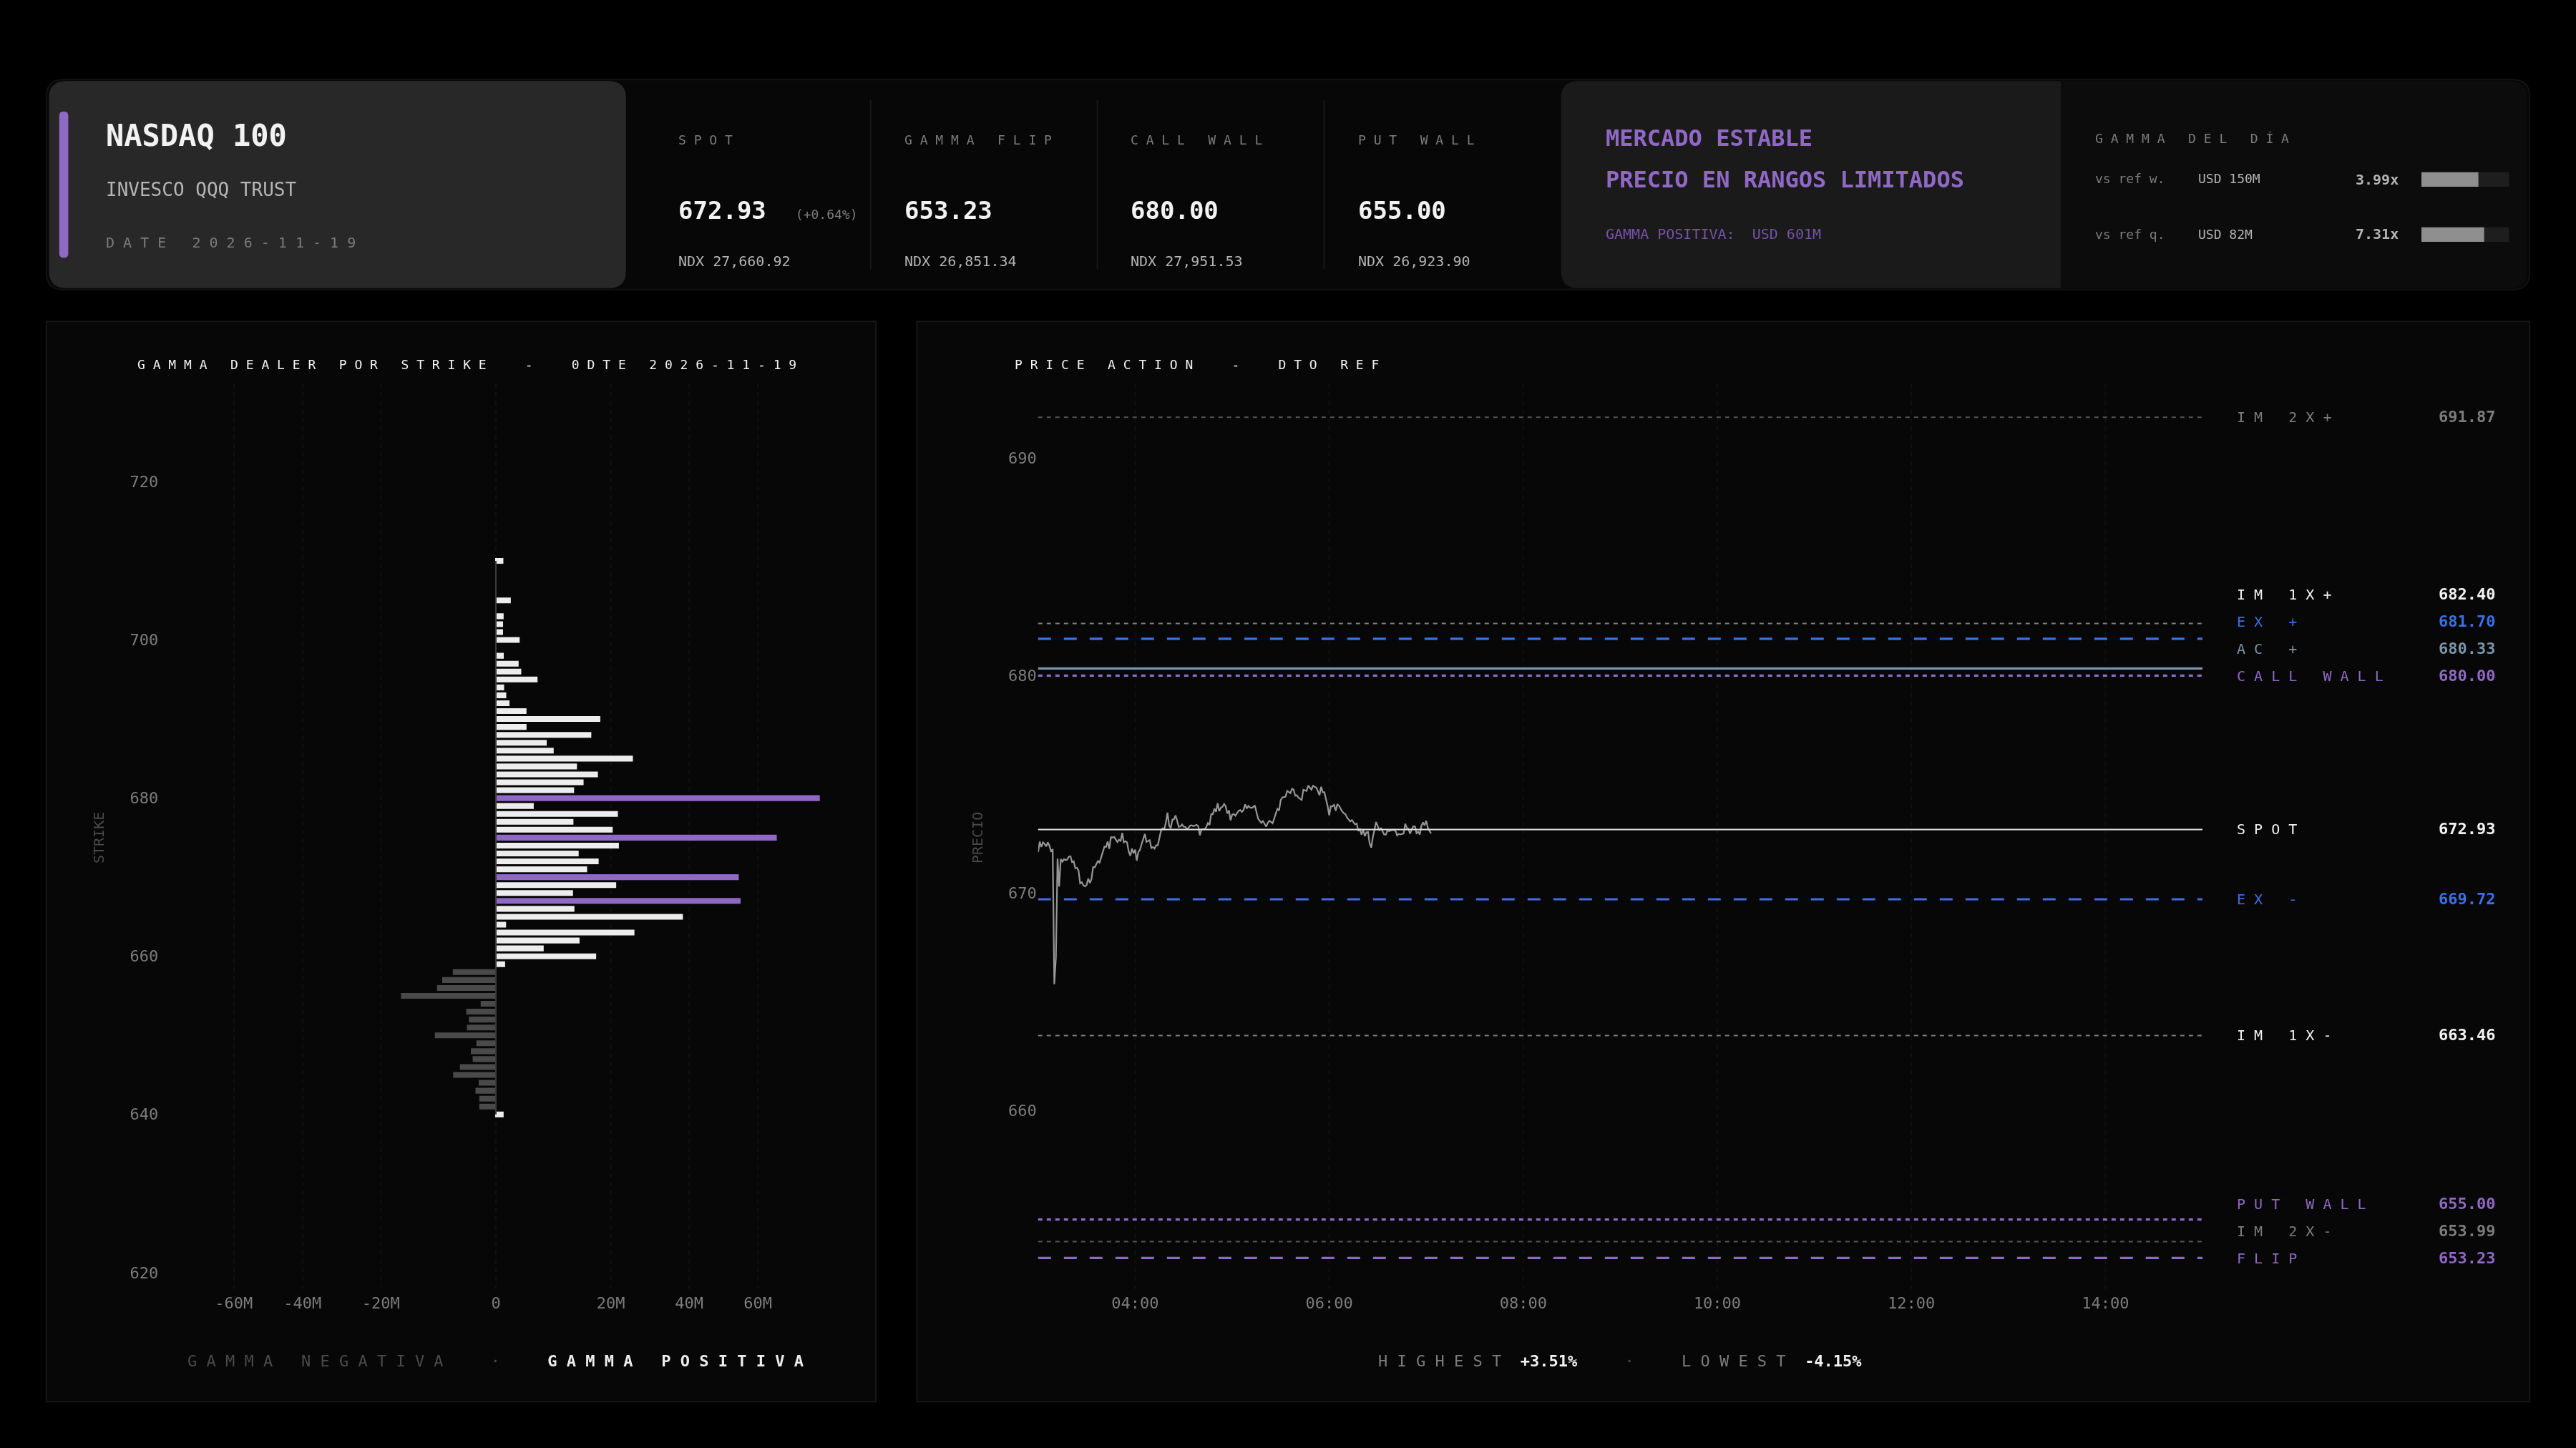 NASDAQ 100
INVESCO QQQ TRUST
DATE 2026-11-19
SPOT
672.93 (+0.64%)
NDX 27,660.92
GAMMA FLIP
653.23
NDX 26,851.34
CALL WALL
680.00
NDX 27,951.53
PUT WALL
655.00
NDX 26,923.90
MERCADO ESTABLE
PRECIO EN RANGOS LIMITADOS
GAMMA POSITIVA: USD 601M
GAMMA DEL DÍA
vs ref w. USD 150M 3.99x
vs ref q. USD 82M 7.31x
GAMMA DEALER POR STRIKE - 0DTE 2026-11-19
STRIKE
720
700
680
660
640
620
-60M -40M -20M 0 20M 40M 60M
GAMMA NEGATIVA · GAMMA POSITIVA
PRICE ACTION - DTO REF
PRECIO
690
680
670
660
IM 2X+ 691.87
IM 1X+ 682.40
EX + 681.70
AC + 680.33
CALL WALL 680.00
SPOT 672.93
EX - 669.72
IM 1X- 663.46
PUT WALL 655.00
IM 2X- 653.99
FLIP 653.23
04:00 06:00 08:00 10:00 12:00 14:00
HIGHEST +3.51% · LOWEST -4.15%